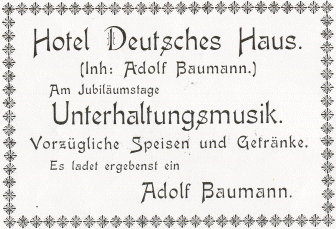 Hotel Deutsches Haus.
(Inh: Adolf Baumann.)
Am Jubiläumstage
Unterhaltungsmusik.
Vorzügliche Speisen und Getränke.
Es ladet ergebenst ein
Adolf Baumann.